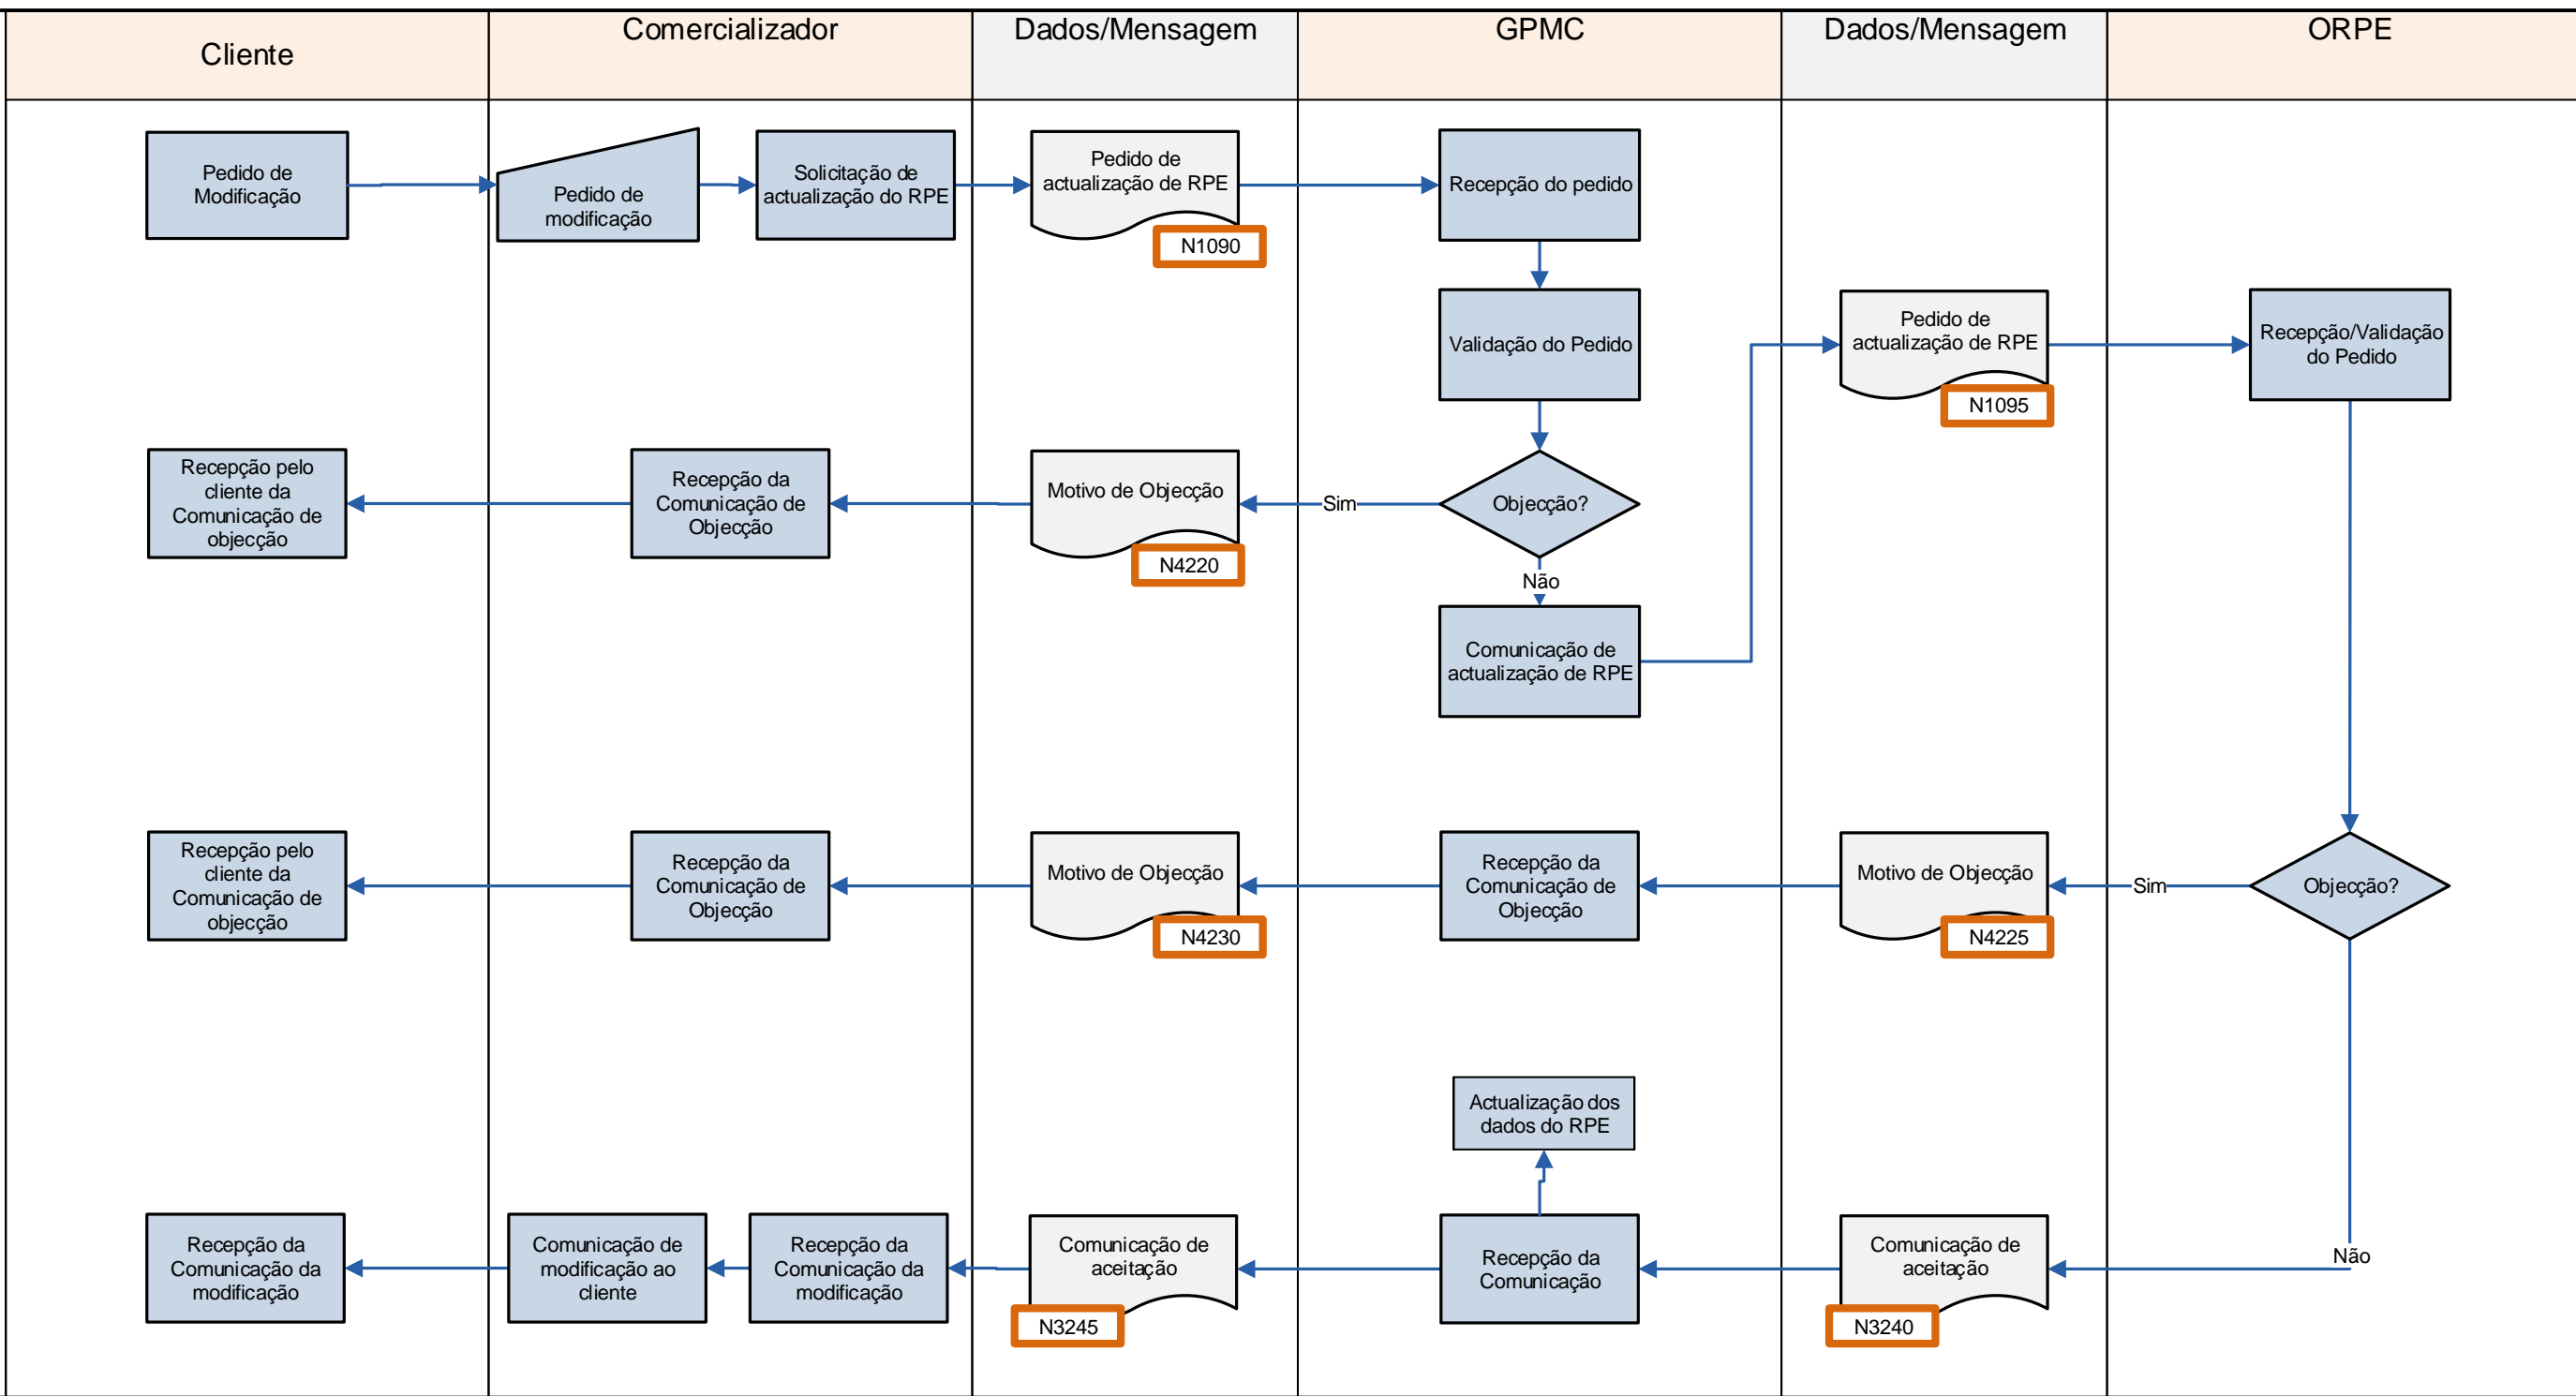 Cliente
Comercializador
Dados/Mensagem
GPMC
Dados/Mensagem
ORPE
Pedido de
Modificação
Pedido de
modificação
Solicitação de
actualização do RPE
Pedido de
actualização de RPE
N1090
Recepção do pedido
Validação do Pedido
Pedido de
actualização de RPE
N1095
Recepção/Validação
do Pedido
Recepção pelo
cliente da
Comunicação de
objecção
Recepção da
Comunicação de
Objecção
Motivo de Objecção
N4220
Sim
Objecção?
Não
Comunicação de
actualização de RPE
Recepção pelo
cliente da
Comunicação de
objecção
Recepção da
Comunicação de
Objecção
Motivo de Objecção
N4230
Recepção da
Comunicação de
Objecção
Motivo de Objecção
N4225
Sim
Objecção?
Actualização dos
dados do RPE
Recepção da
Comunicação da
modificação
Comunicação de
modificação ao
cliente
Recepção da
Comunicação da
modificação
Comunicação de
aceitação
N3245
Recepção da
Comunicação
Comunicação de
aceitação
N3240
Não